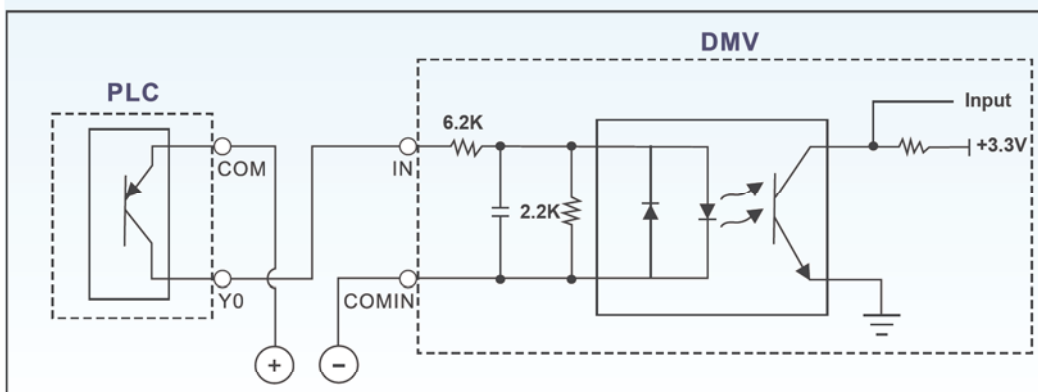 DMV
PLC
Input
6.2K
+3.3V
COM
IN
2.2K
Y0
COMIN
+
-